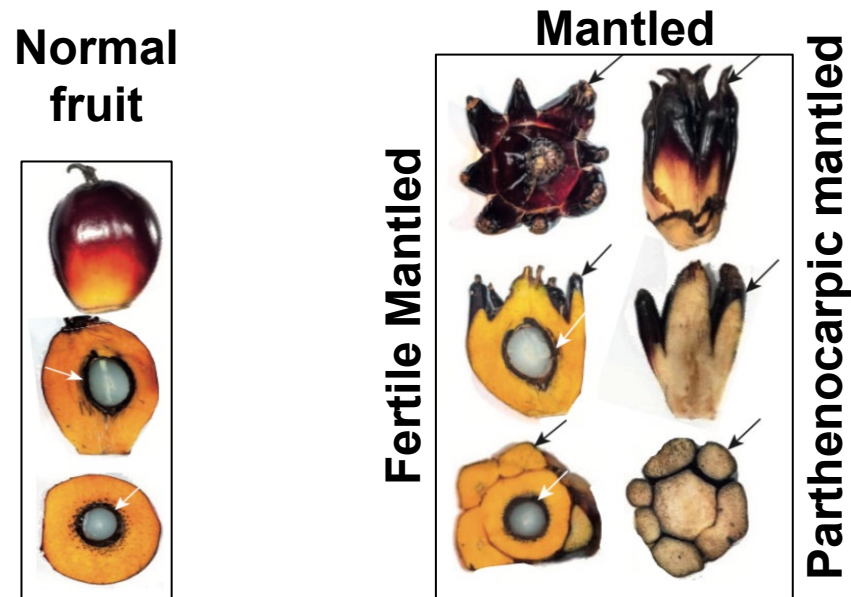 Normal
fruit
Mantled
Fertile Mantled
Parthenocarpic mantled